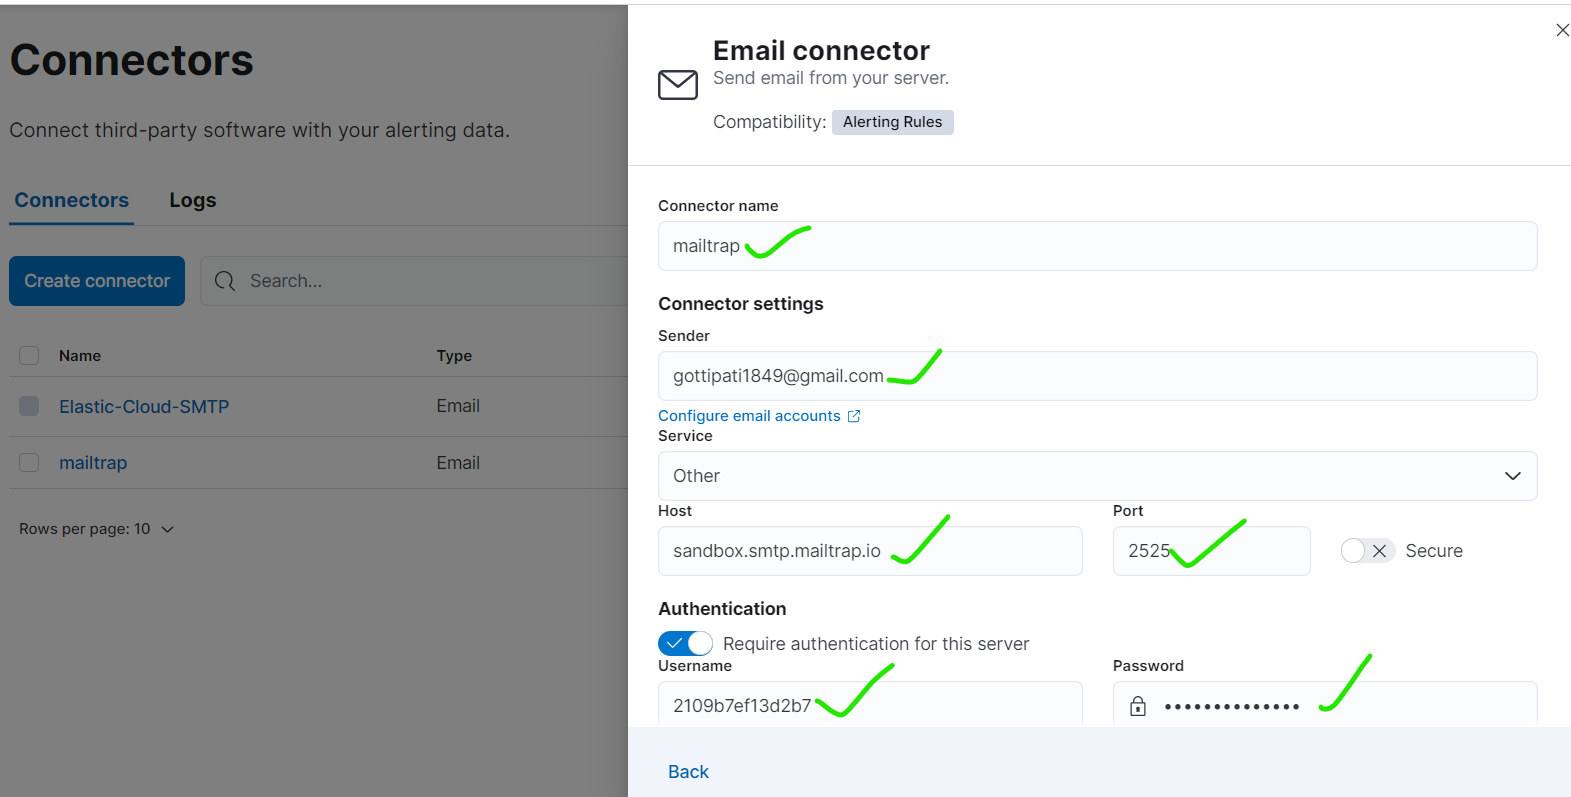 Connectors
Connect third-party software with your alerting data.
Connectors
Logs
Create connector
Search...
Name
Type
Elastic-Cloud-SMTP
Email
mailtrap
Email
Rows per page: 10
Email connector
Send email from your server.
Compatibility: Alerting Rules
Connector name
mailtrap
Connector settings
Sender
gottipati1849@gmail.com
Configure email accounts
Service
Other
Host
Port
sandbox.smtp.mailtrap.io
2525
Secure
Authentication
Require authentication for this server
Username
Password
2109b7ef13d2b7
••••••••••••••
Back